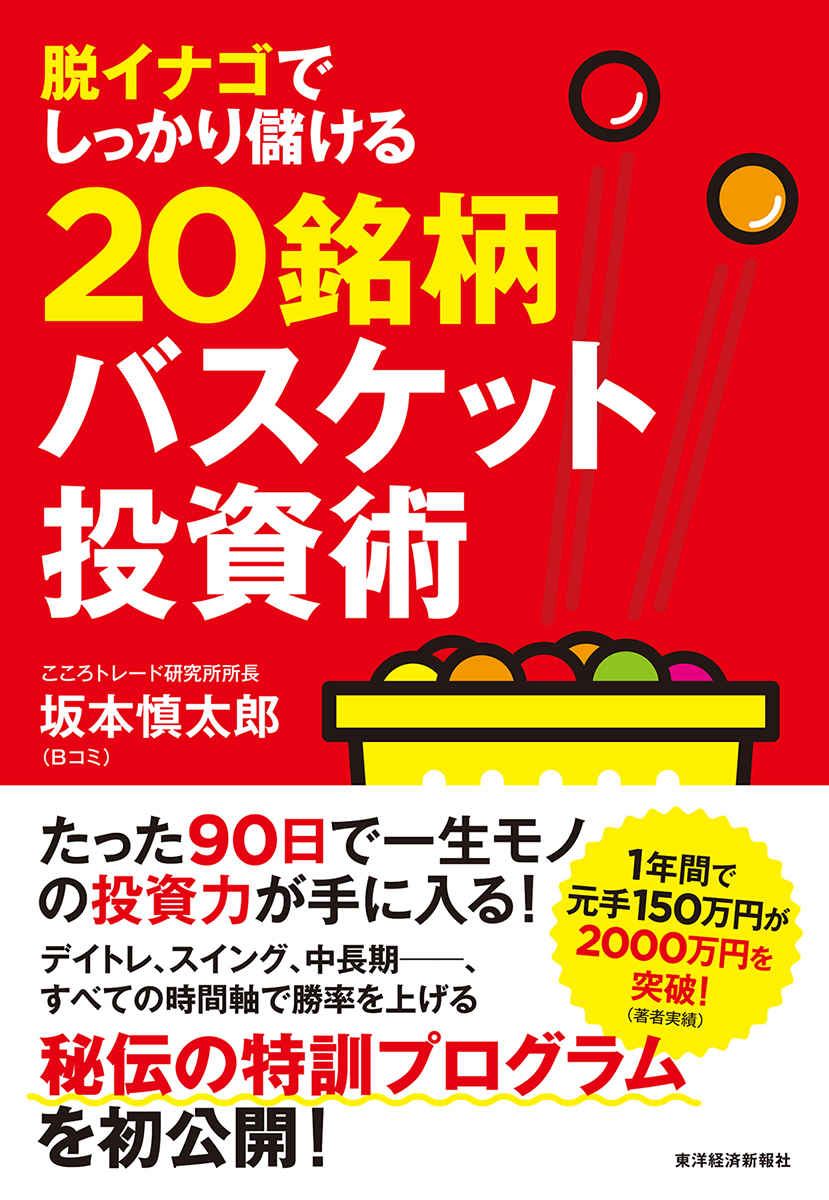 脱イナゴで
しっかり儲ける
20銘柄
バスケット
投資術
こころトレード研究所所長
坂本慎太郎
（Bコミ）
たった90日で一生モノ
の投資力が手に入る！
デイトレ、スイング、中長期――、
すべての時間軸で勝率を上げる
秘伝の特訓プログラム
を初公開！
1年間で
元手150万円が
2000万円を
突破！
（著者実績）
東洋経済新報社